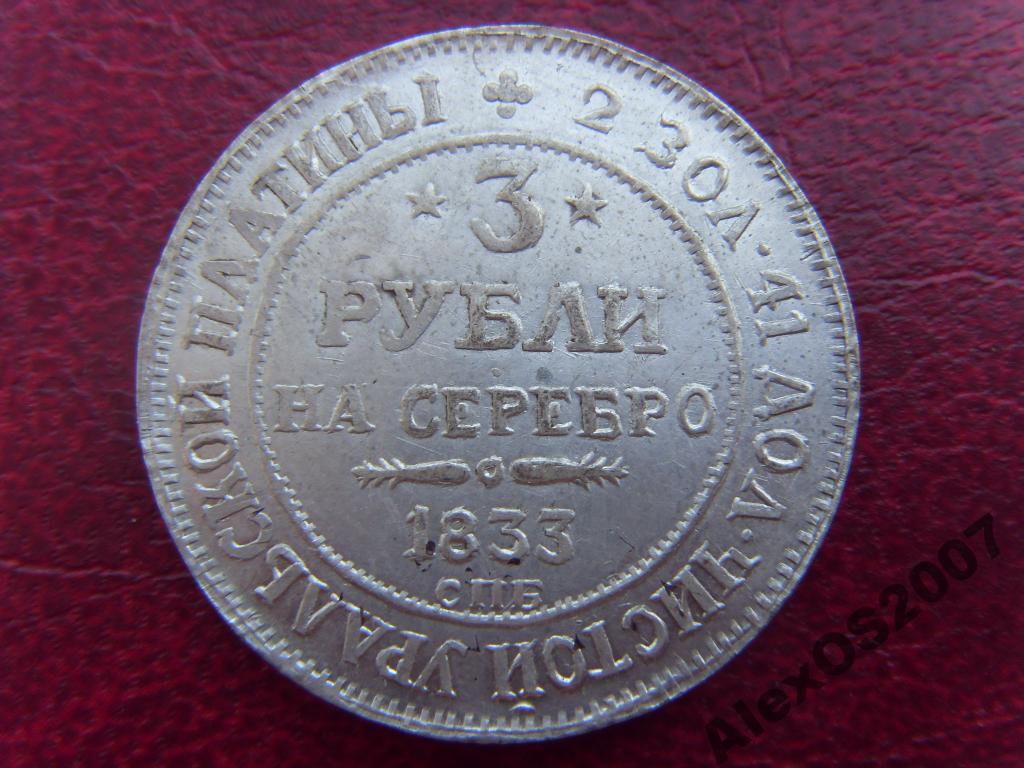 2 ЗОЛ. 41 ДОЛ. ЧИСТОЙ УРАЛЬСКОЙ ПЛАТИНЫ
3
РУБЛИ
НА СЕРЕБРО
1833
СПБ
AlexOS2007